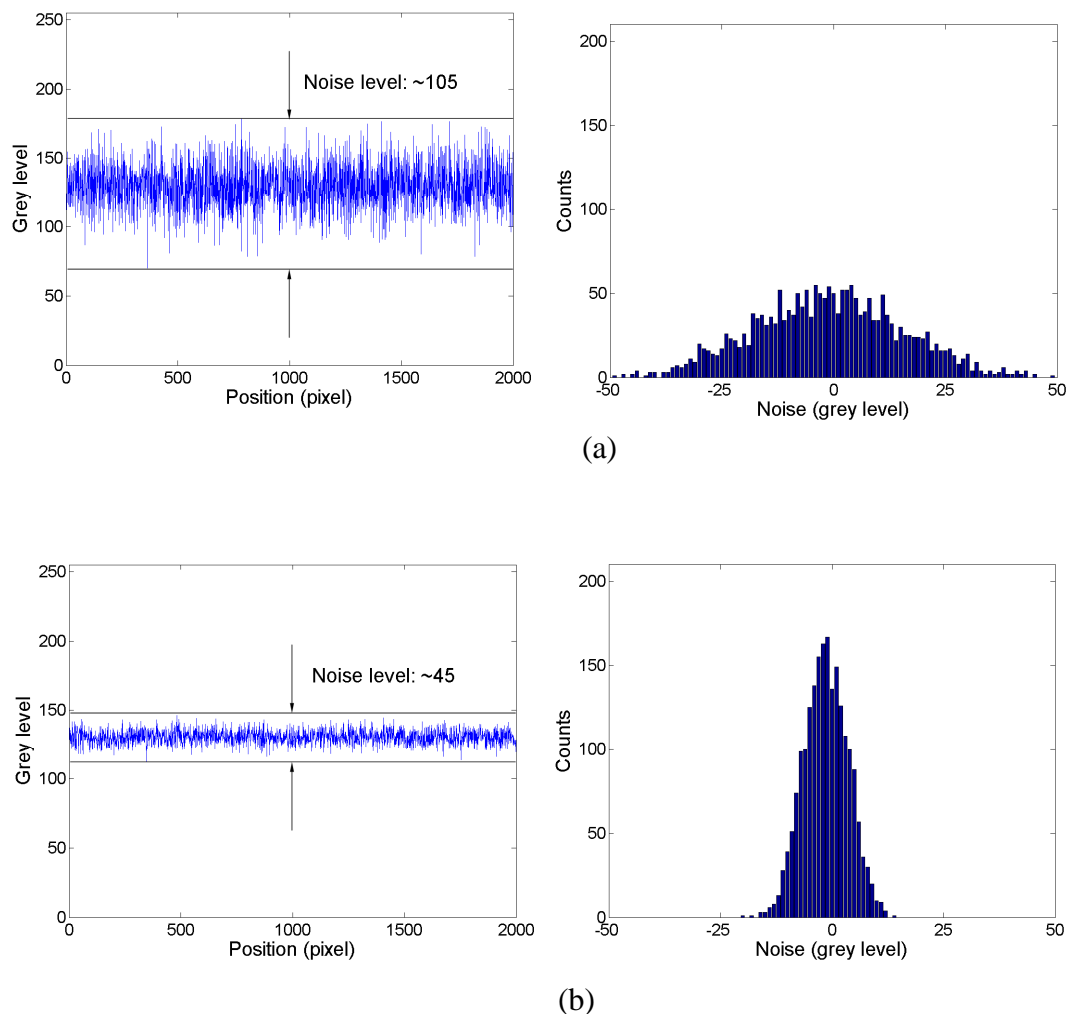 250
200
150
100
50
0
Grey level
Noise level: ~105
0 500 1000 1500 2000
Position (pixel)
200
150
100
50
0
Counts
-50 -25 0 25 50
Noise (grey level)
(a)
250
200
150
100
50
0
Grey level
Noise level: ~45
0 500 1000 1500 2000
Position (pixel)
200
150
100
50
0
Counts
-50 -25 0 25 50
Noise (grey level)
(b)